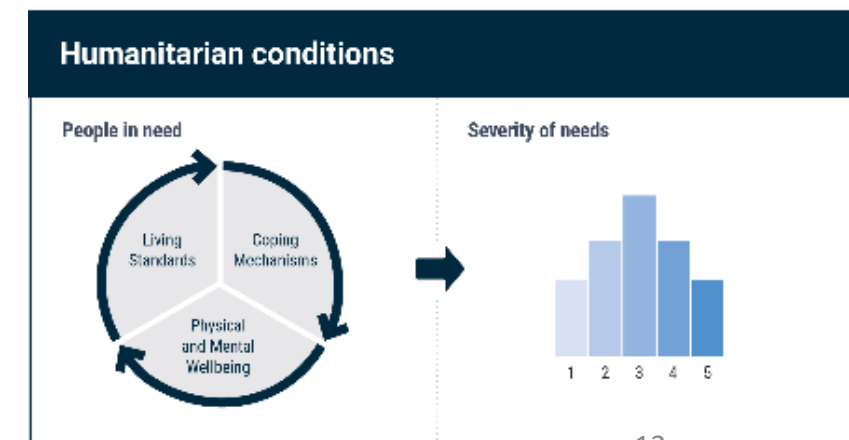 Humanitarian conditions
People in need
Severity of needs
Living
Standards
Coping
Mechanisms
Physical
and Mental
Wellbeing
1 2 3 4 5